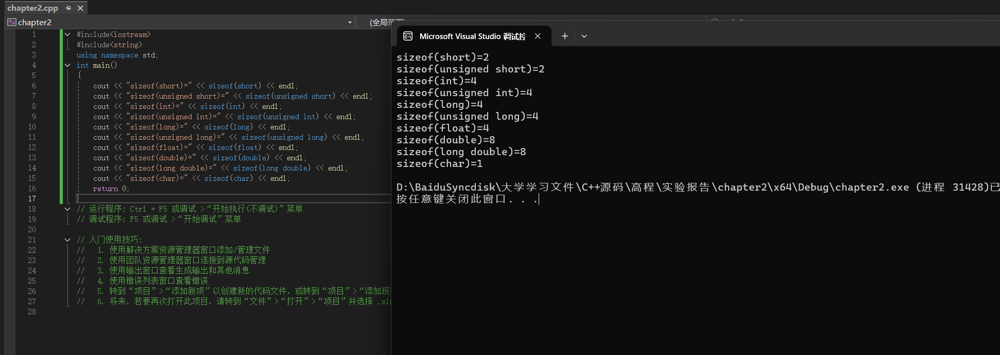 chapter2.cpp
chapter2
(全局范围)
1 #include<iostream>
2 #include<string>
3 using namespace std;
4 int main()
5 {
6 cout << "sizeof(short)=" << sizeof(short) << endl;
7 cout << "sizeof(unsigned short)=" << sizeof(unsigned short) << endl;
8 cout << "sizeof(int)=" << sizeof(int) << endl;
9 cout << "sizeof(unsigned int)=" << sizeof(unsigned int) << endl;
10 cout << "sizeof(long)=" << sizeof(long) << endl;
11 cout << "sizeof(unsigned long)=" << sizeof(unsigned long) << endl;
12 cout << "sizeof(float)=" << sizeof(float) << endl;
13 cout << "sizeof(double)=" << sizeof(double) << endl;
14 cout << "sizeof(long double)=" << sizeof(long double) << endl;
15 cout << "sizeof(char)=" << sizeof(char) << endl;
16 return 0;
17 }
18 // 运行程序: Ctrl + F5 或调试 >“开始执行(不调试)”菜单
19 // 调试程序: F5 或调试 >“开始调试”菜单
20
21 // 入门使用技巧:
22 // 1. 使用解决方案资源管理器窗口添加/管理文件
23 // 2. 使用团队资源管理器窗口连接到源代码管理
24 // 3. 使用输出窗口查看生成输出和其他消息
25 // 4. 使用错误列表窗口查看错误
26 // 5. 转到“项目”>“添加新项”以创建新的代码文件，或转到“项目”>“添加现
27 // 6. 将来，若要再次打开此项目，请转到“文件”>“打开”>“项目”并选择 .sln
28
Microsoft Visual Studio 调试控
sizeof(short)=2
sizeof(unsigned short)=2
sizeof(int)=4
sizeof(unsigned int)=4
sizeof(long)=4
sizeof(unsigned long)=4
sizeof(float)=4
sizeof(double)=8
sizeof(long double)=8
sizeof(char)=1
D:\BaiduSyncdisk\大学学习文件\C++源码\高程\实验报告\chapter2\x64\Debug\chapter2.exe (进程 31428)已
按任意键关闭此窗口. . .